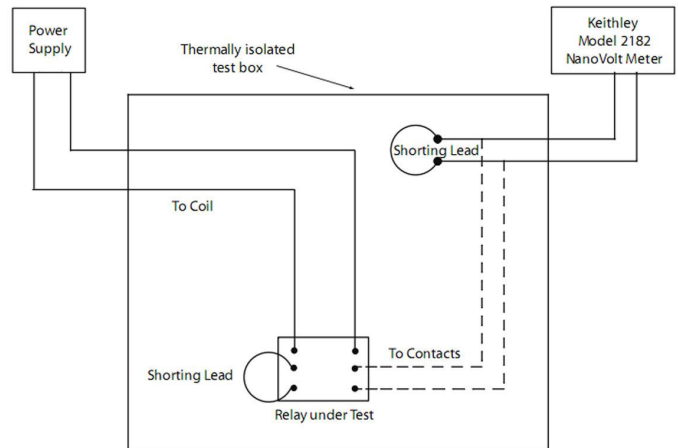 Power
Supply
Keithley
Model 2182
NanoVolt Meter
Thermally isolated
test box
Shorting Lead
To Coil
To Contacts
Shorting Lead
Relay under Test